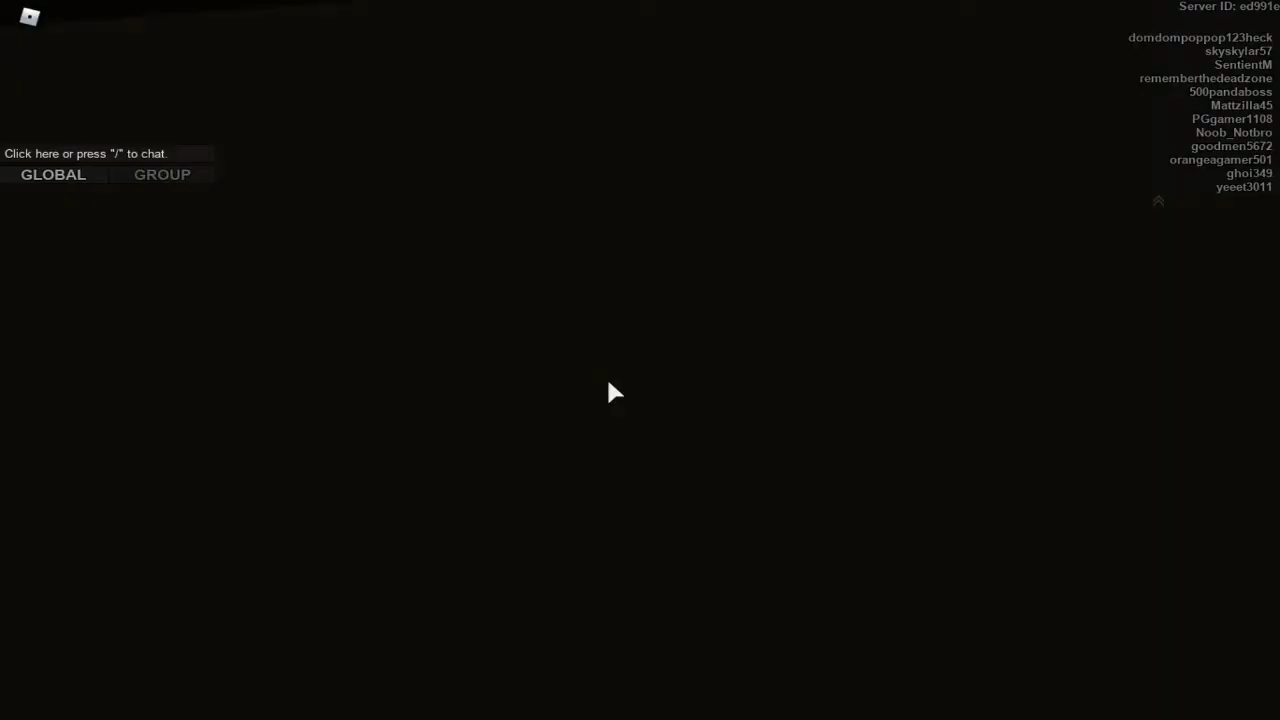 Server ID: ed991e
domdompoppop123heck
skyskylar57
SentientM
rememberthedeadzone
500pandaboss
Mattzilla45
PGgamer1108
Noob_Notbro
goodmen5672
orangeagamer501
ghoi349
yeeet3011
Click here or press "/" to chat.
GLOBAL GROUP